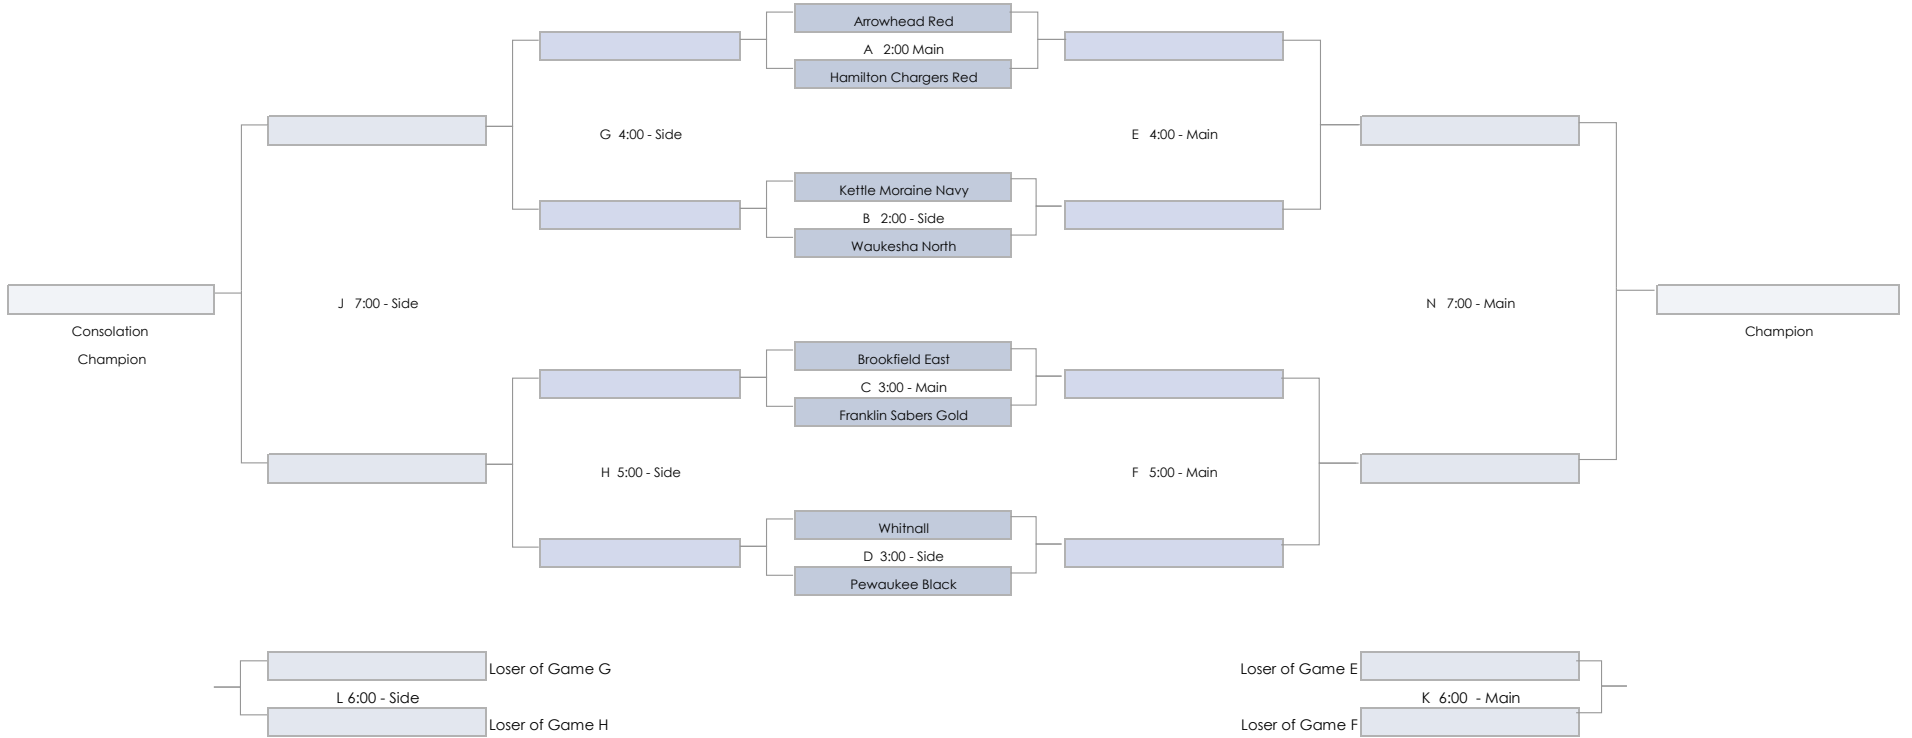 Arrowhead Red
A 2:00 Main
Hamilton Chargers Red
G 4:00 - Side
E 4:00 - Main
Kettle Moraine Navy
B 2:00 - Side
Waukesha North
J 7:00 - Side
N 7:00 - Main
Consolation
Champion
Champion
Brookfield East
C 3:00 - Main
Franklin Sabers Gold
H 5:00 - Side
F 5:00 - Main
Whitnall
D 3:00 - Side
Pewaukee Black
Loser of Game G
L 6:00 - Side
Loser of Game H
Loser of Game E
K 6:00 - Main
Loser of Game F